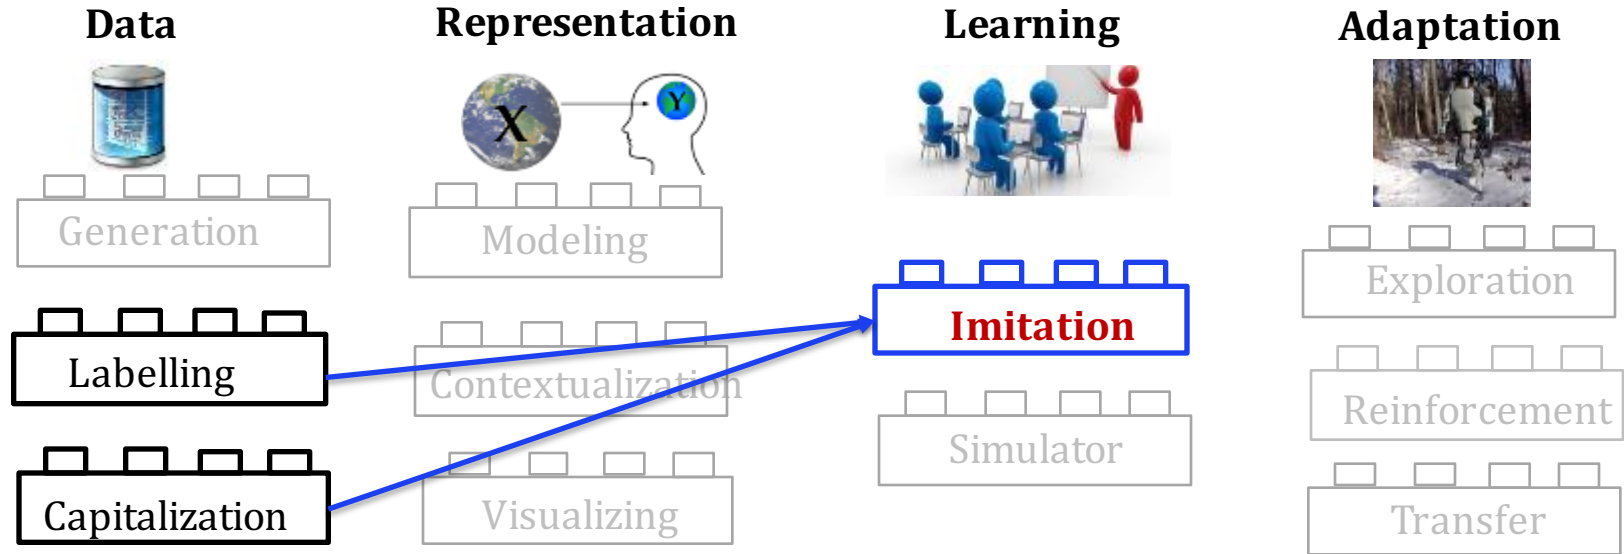 Data
Representation
Learning
Adaptation
X
Y
Generation
Modeling
Exploration
Imitation
Labelling
Contextualization
Reinforcement
Simulator
Capitalization
Visualizing
Transfer